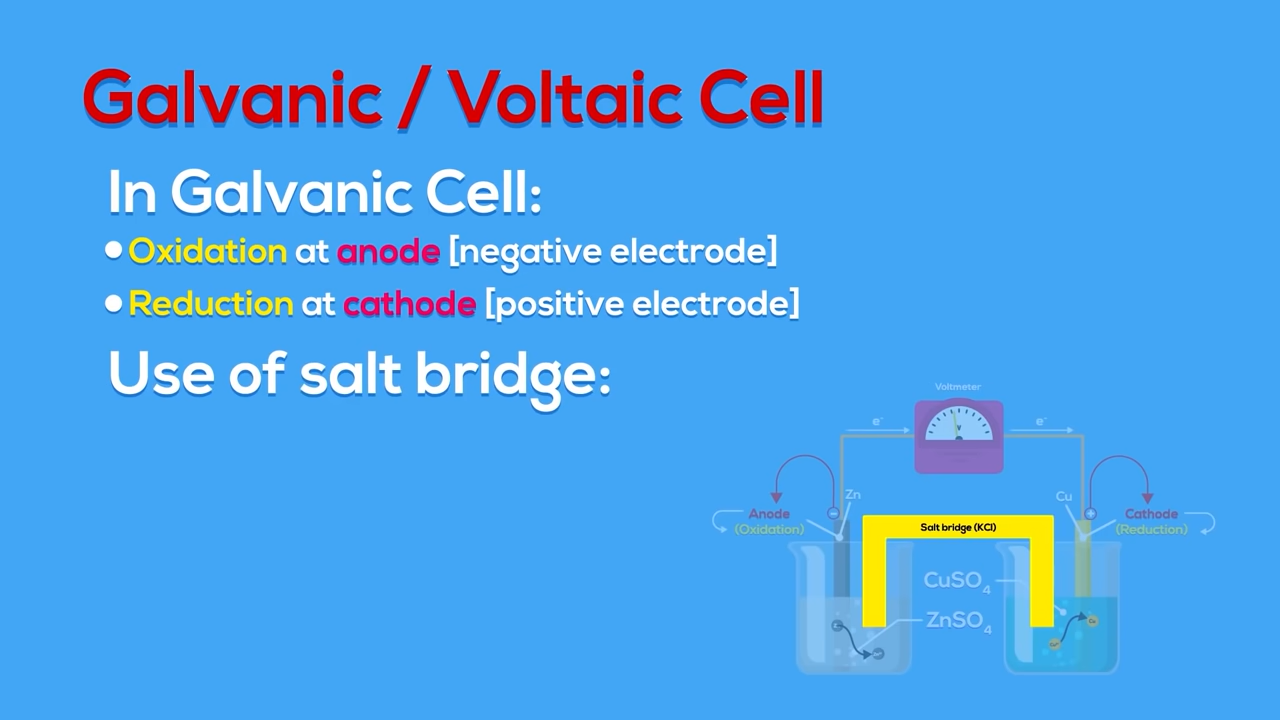 Galvanic / Voltaic Cell
In Galvanic Cell:
● Oxidation at anode [negative electrode]
● Reduction at cathode [positive electrode]
Use of salt bridge:
Voltmeter
e⁻ e⁻
V
Zn Cu
Anode − + Cathode
(Oxidation) (Reduction)
Salt bridge (KCl)
CuSO₄
ZnSO₄